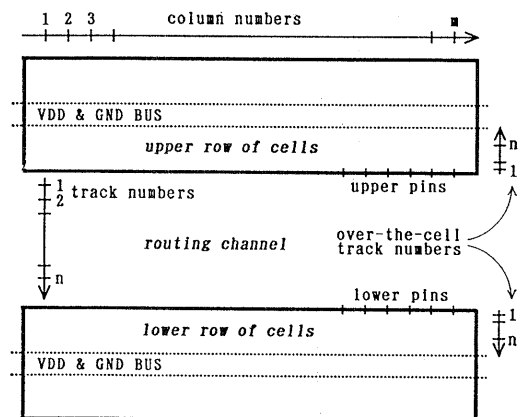 column numbers
1 2 3 m
VDD & GND BUS
upper row of cells
n
1
upper pins
1
2
track numbers
over-the-cell
track numbers
routing channel
n
lower pins
1
n
lower row of cells
VDD & GND BUS